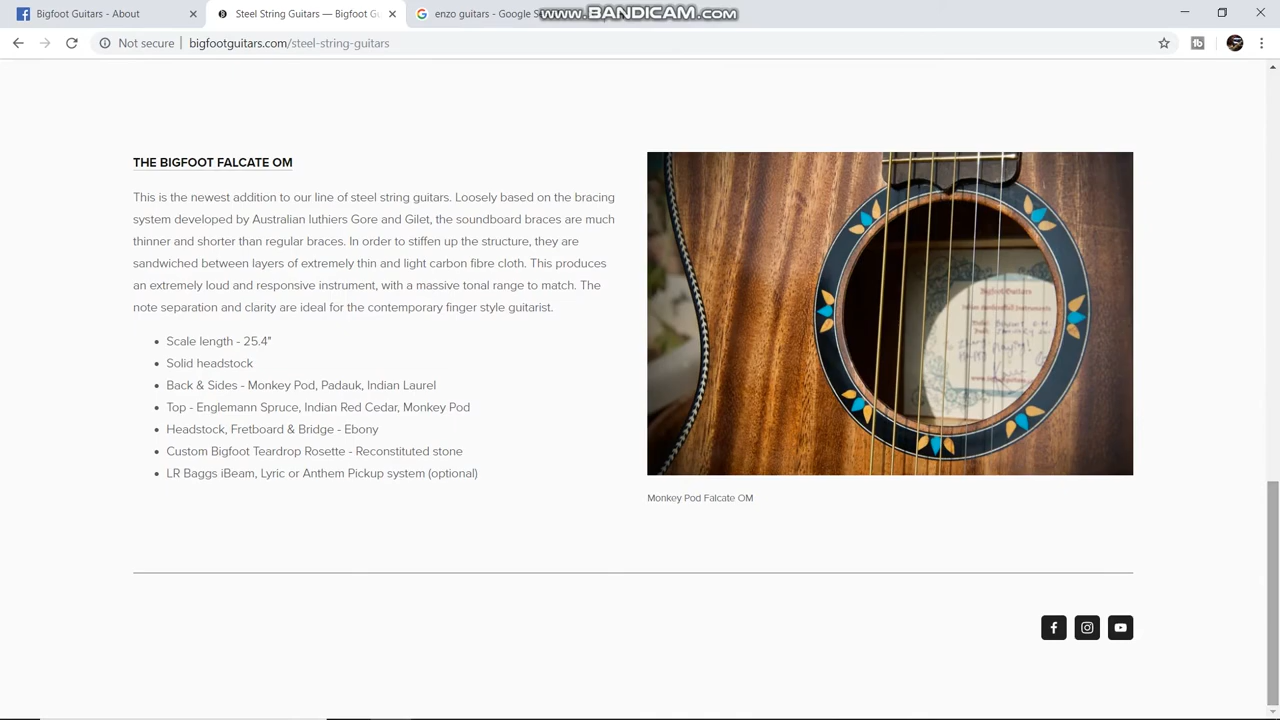 Bigfoot Guitars - About
Steel String Guitars — Bigfoot Gu
enzo guitars - Google S
www.BANDICAM.com
Not secure
bigfootguitars.com/steel-string-guitars
THE BIGFOOT FALCATE OM
This is the newest addition to our line of steel string guitars. Loosely based on the bracing
system developed by Australian luthiers Gore and Gilet, the soundboard braces are much
thinner and shorter than regular braces. In order to stiffen up the structure, they are
sandwiched between layers of extremely thin and light carbon fibre cloth. This produces
an extremely loud and responsive instrument, with a massive tonal range to match. The
note separation and clarity are ideal for the contemporary finger style guitarist.
• Scale length - 25.4"
• Solid headstock
• Back & Sides - Monkey Pod, Padauk, Indian Laurel
• Top - Englemann Spruce, Indian Red Cedar, Monkey Pod
• Headstock, Fretboard & Bridge - Ebony
• Custom Bigfoot Teardrop Rosette - Reconstituted stone
• LR Baggs iBeam, Lyric or Anthem Pickup system (optional)
Bigfoot Guitars
Monkey Pod Falcate OM